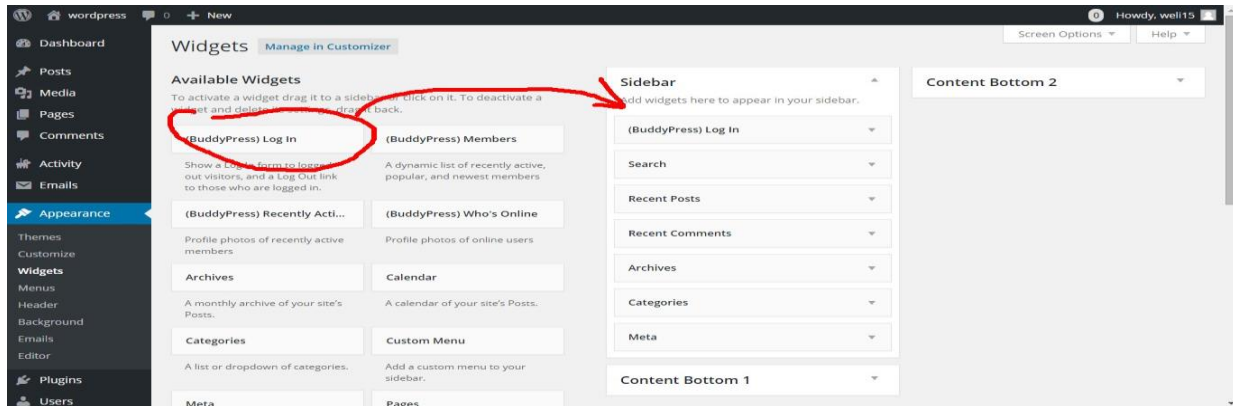 wordpress 0 + New
0 Howdy, weli15
Dashboard
Posts
Media
Pages
Comments
Activity
Emails
Appearance
Themes
Customize
Widgets
Menus
Header
Background
Emails
Editor
Plugins
Users
Screen Options Help
Widgets Manage in Customizer
Available Widgets
To activate a widget drag it to a sidebar or click on it. To deactivate a
widget and delete its settings, drag it back.
(BuddyPress) Log In
Show a Log In form to logged-
out visitors, and a Log Out link
to those who are logged in.
(BuddyPress) Members
A dynamic list of recently active,
popular, and newest members
(BuddyPress) Recently Acti...
Profile photos of recently active
members
(BuddyPress) Who's Online
Profile photos of online users
Archives
A monthly archive of your site's
Posts.
Calendar
A calendar of your site's Posts.
Categories
A list or dropdown of categories.
Custom Menu
Add a custom menu to your
sidebar.
Meta
Pages
Sidebar
Add widgets here to appear in your sidebar.
(BuddyPress) Log In
Search
Recent Posts
Recent Comments
Archives
Categories
Meta
Content Bottom 1
Content Bottom 2